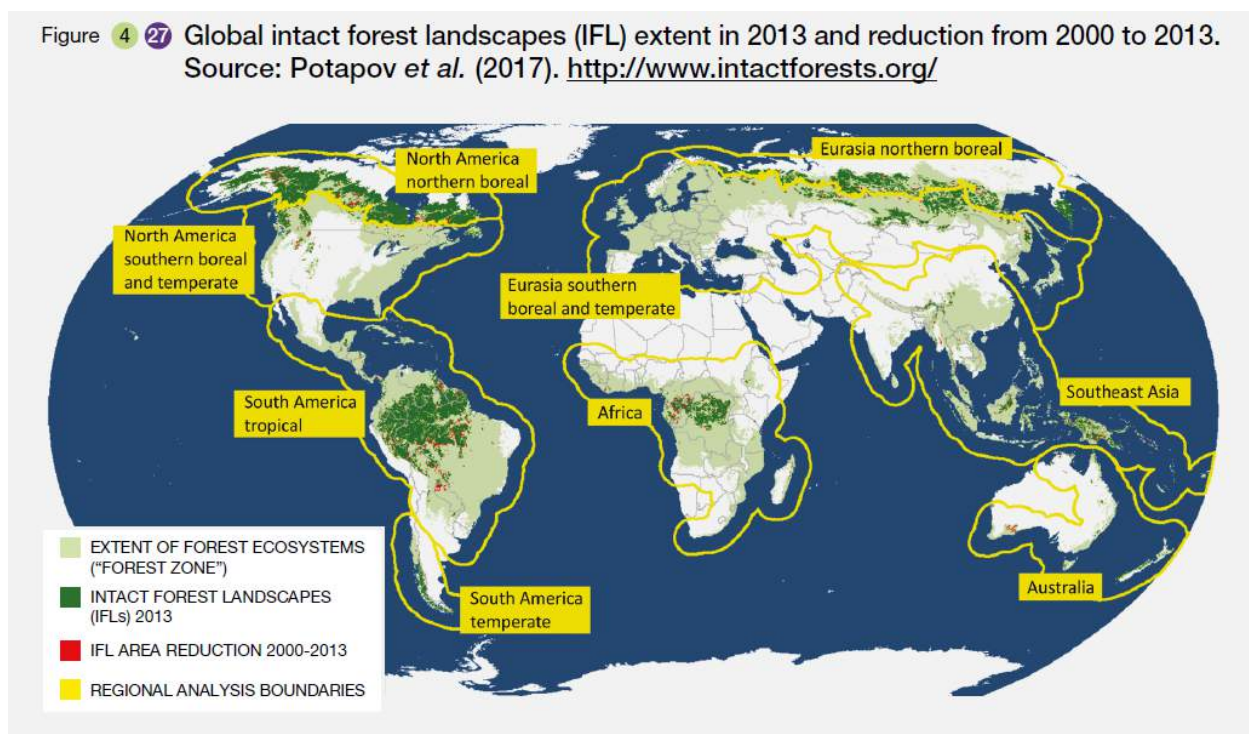 Figure 4 27 Global intact forest landscapes (IFL) extent in 2013 and reduction from 2000 to 2013.
Source: Potapov et al. (2017). http://www.intactforests.org/
North America
northern boreal
Eurasia northern boreal
North America
southern boreal
and temperate
Eurasia southern
boreal and temperate
South America
tropical
Africa
Southeast Asia
Australia
South America
temperate
EXTENT OF FOREST ECOSYSTEMS
(“FOREST ZONE”)
INTACT FOREST LANDSCAPES
(IFLs) 2013
IFL AREA REDUCTION 2000-2013
REGIONAL ANALYSIS BOUNDARIES